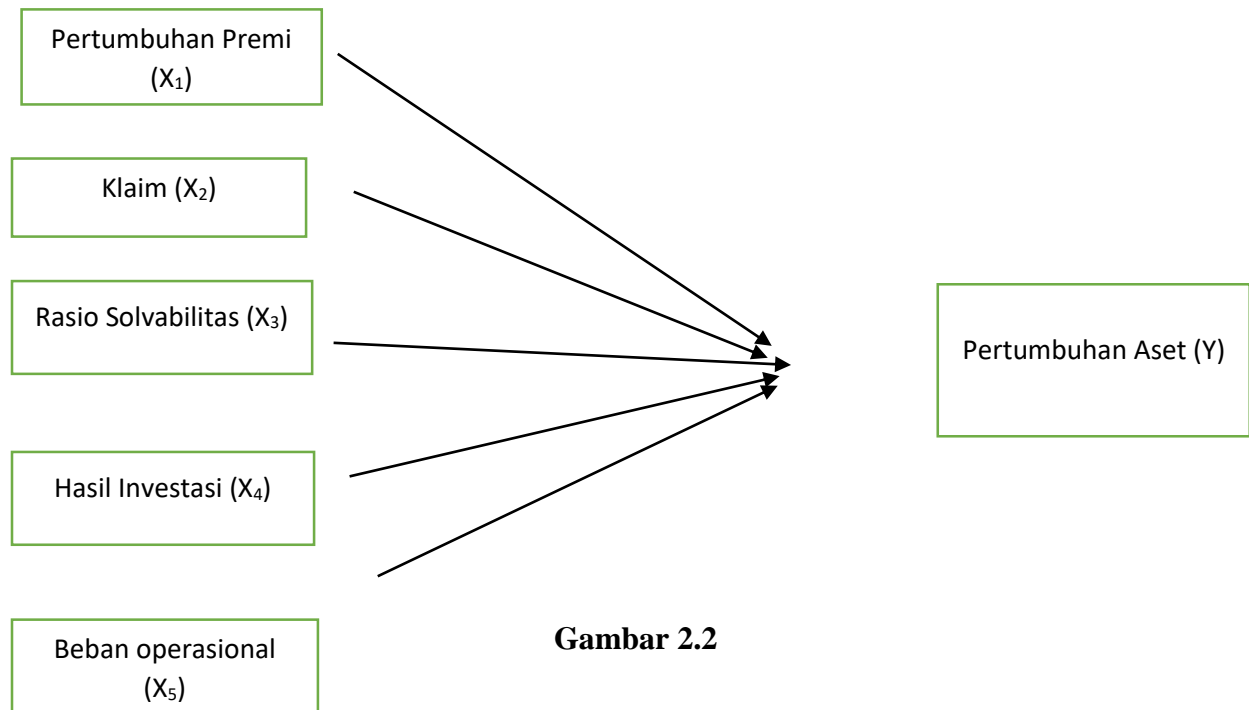 Pertumbuhan Premi
(X₁)
Klaim (X₂)
Rasio Solvabilitas (X₃)
Pertumbuhan Aset (Y)
Hasil Investasi (X₄)
Beban operasional
(X₅)
Gambar 2.2